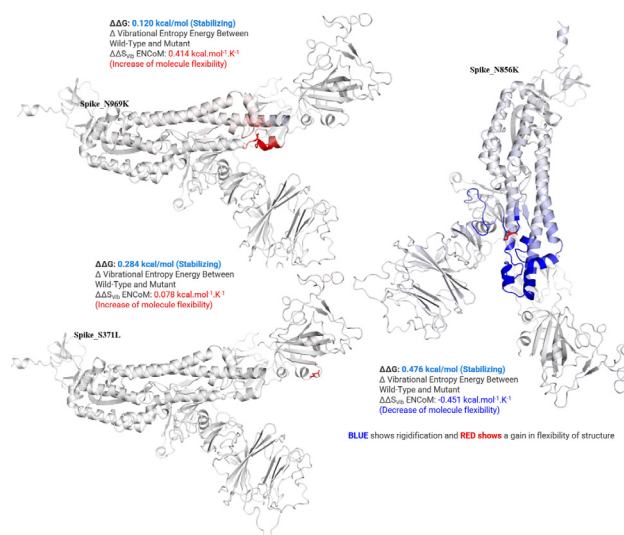 ΔΔG: 0.120 kcal/mol (Stabilizing)
Δ Vibrational Entropy Energy Between
Wild-Type and Mutant
ΔΔSVib ENCoM: 0.414 kcal.mol-1.K-1
(Increase of molecule flexibility)
Spike_N969K
ΔΔG: 0.284 kcal/mol (Stabilizing)
Δ Vibrational Entropy Energy Between
Wild-Type and Mutant
ΔΔSVib ENCoM: 0.078 kcal.mol-1.K-1
(Increase of molecule flexibility)
Spike_S371L
Spike_N856K
ΔΔG: 0.476 kcal/mol (Stabilizing)
Δ Vibrational Entropy Energy Between
Wild-Type and Mutant
ΔΔSVib ENCoM: -0.451 kcal.mol-1.K-1
(Decrease of molecule flexibility)
BLUE shows rigidification and RED shows a gain in flexibility of structure